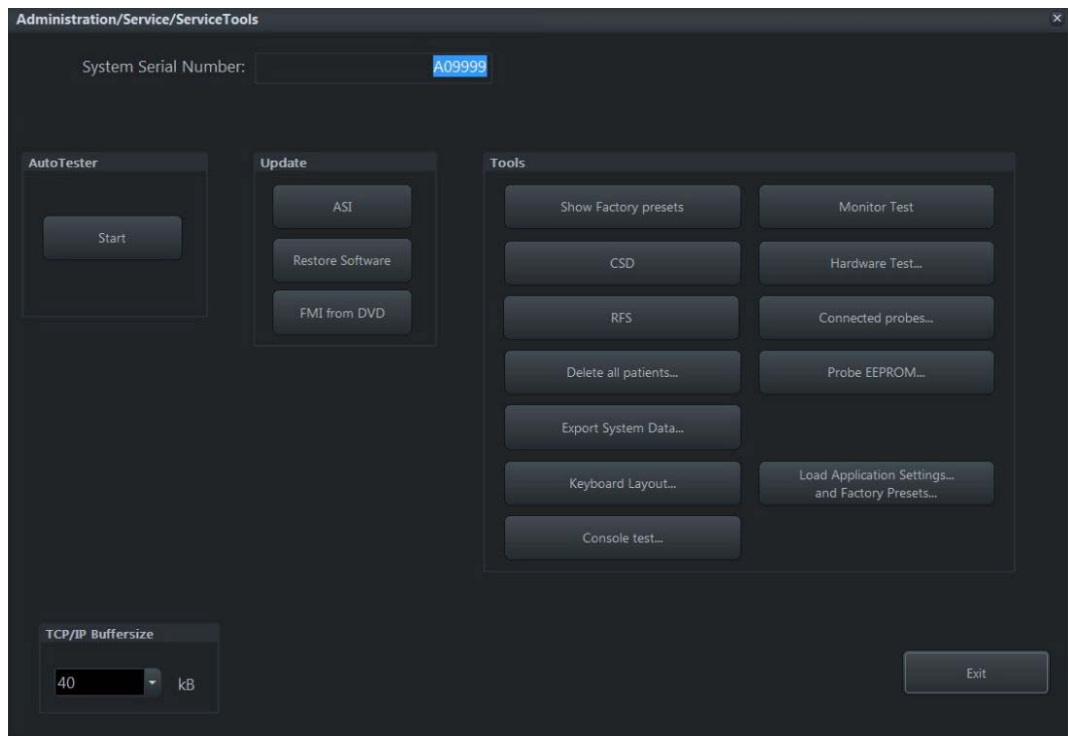 Administration/Service/ServiceTools
System Serial Number: A09999
AutoTester
Start
Update
ASI
Restore Software
FMI from DVD
Tools
Show Factory presets
Monitor Test
CSD
Hardware Test...
RFS
Connected probes...
Delete all patients...
Probe EEPROM...
Export System Data...
Keyboard Layout...
Load Application Settings...
and Factory Presets...
Console test...
TCP/IP Buffersize
40 kB
Exit